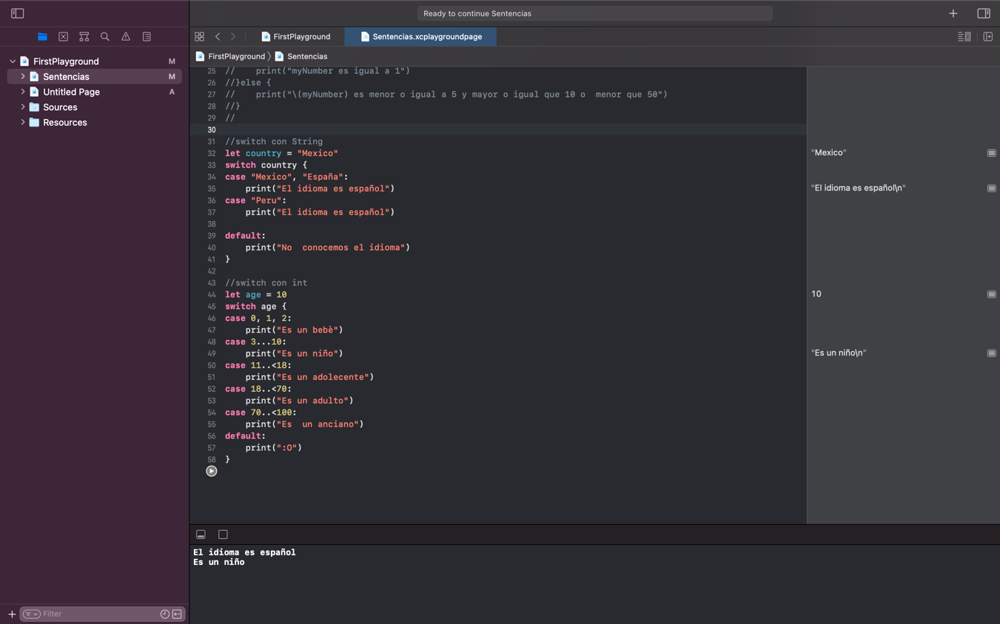 Ready to continue Sentencias
FirstPlayground
Sentencias.xcplaygroundpage
FirstPlayground M
Sentencias M
Untitled Page A
Sources
Resources
FirstPlayground 〉 Sentencias
25 //    print("myNumber es igual a 1")
26 //}else {
27 //    print("\(myNumber) es menor o igual a 5 y mayor o igual que 10 o  menor que 50")
28 //}
29 //
30
31 //switch con String
32 let country = "Mexico"
33 switch country {
34 case "Mexico", "España":
35     print("El idioma es español")
36 case "Peru":
37     print("El idioma es español")
38
39 default:
40     print("No  conocemos el idioma")
41 }
42
43 //switch con int
44 let age = 10
45 switch age {
46 case 0, 1, 2:
47     print("Es un bebè")
48 case 3...10:
49     print("Es un niño")
50 case 11..<18:
51     print("Es un adolecente")
52 case 18..<70:
53     print("Es un adulto")
54 case 70..<100:
55     print("Es  un anciano")
56 default:
57     print(":O")
58 }
"Mexico"
"El idioma es español\n"
10
"Es un niño\n"
El idioma es español
Es un niño
Filter